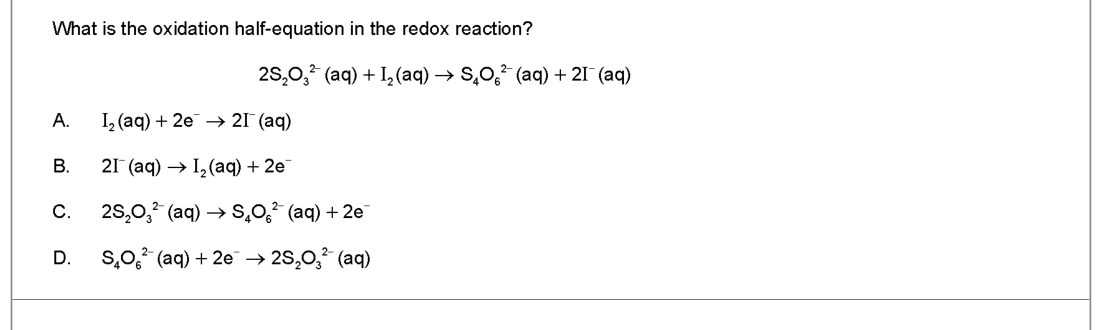 What is the oxidation half-equation in the redox reaction?
2S₂O₃²⁻ (aq) + I₂ (aq) → S₄O₆²⁻ (aq) + 2I⁻ (aq)
A. I₂ (aq) + 2e⁻ → 2I⁻ (aq)
B. 2I⁻ (aq) → I₂ (aq) + 2e⁻
C. 2S₂O₃²⁻ (aq) → S₄O₆²⁻ (aq) + 2e⁻
D. S₄O₆²⁻ (aq) + 2e⁻ → 2S₂O₃²⁻ (aq)